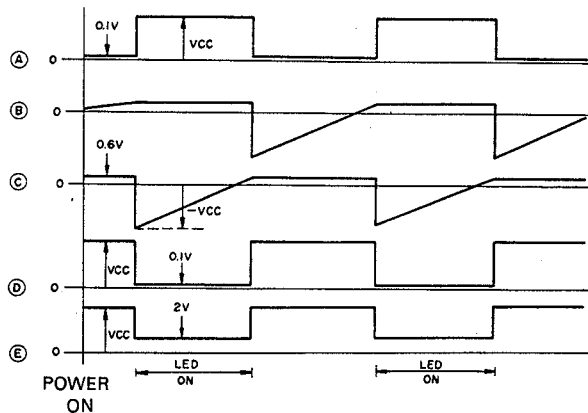 0.1V
VCC
A 0
B 0
0.6V
C 0
-VCC
VCC
0.1V
D 0
2V
VCC
E 0
LED ON
LED ON
POWER
ON